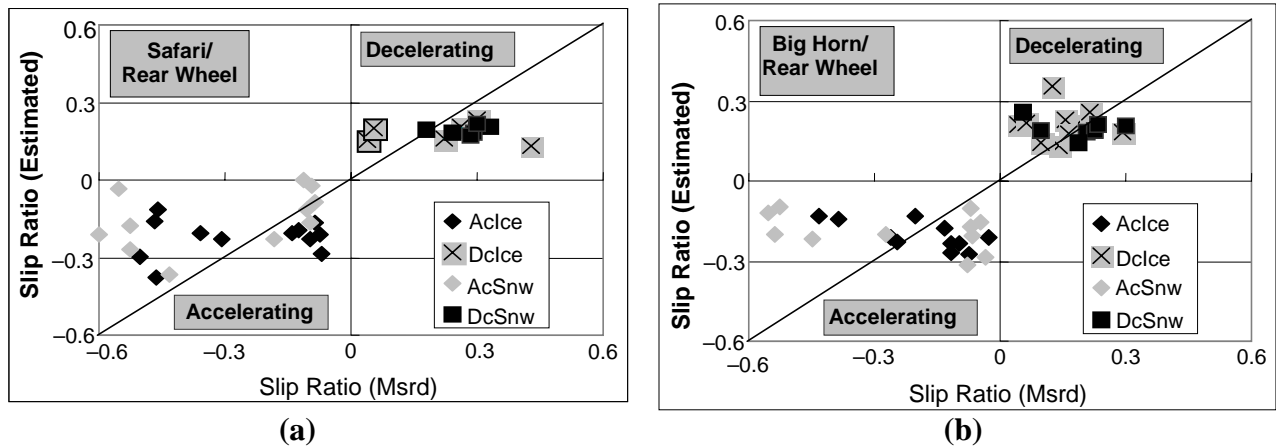 0.6
Safari/
Rear Wheel
Decelerating
0.3
Slip Ratio (Estimated)
0
AcIce
DcIce
AcSnw
DcSnw
–0.3
Accelerating
–0.6
–0.6
–0.3
0
0.3
0.6
Slip Ratio (Msrd)
(a)
0.6
Big Horn/
Rear Wheel
Decelerating
0.3
Slip Ratio (Estimated)
0
AcIce
DcIce
AcSnw
DcSnw
–0.3
Accelerating
–0.6
–0.6
–0.3
0
0.3
0.6
Slip Ratio (Msrd)
(b)